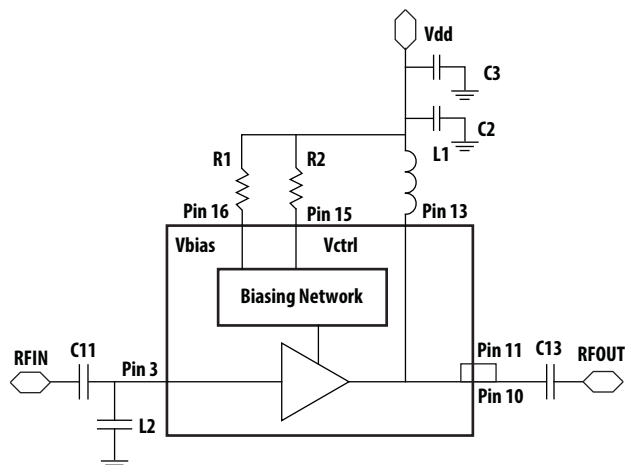 Vdd
C3
C2
L1
R1
R2
Pin 16
Pin 15
Pin 13
Vbias
Vctrl
Biasing Network
RFIN
C11
Pin 3
L2
Pin 11
C13
RFOUT
Pin 10